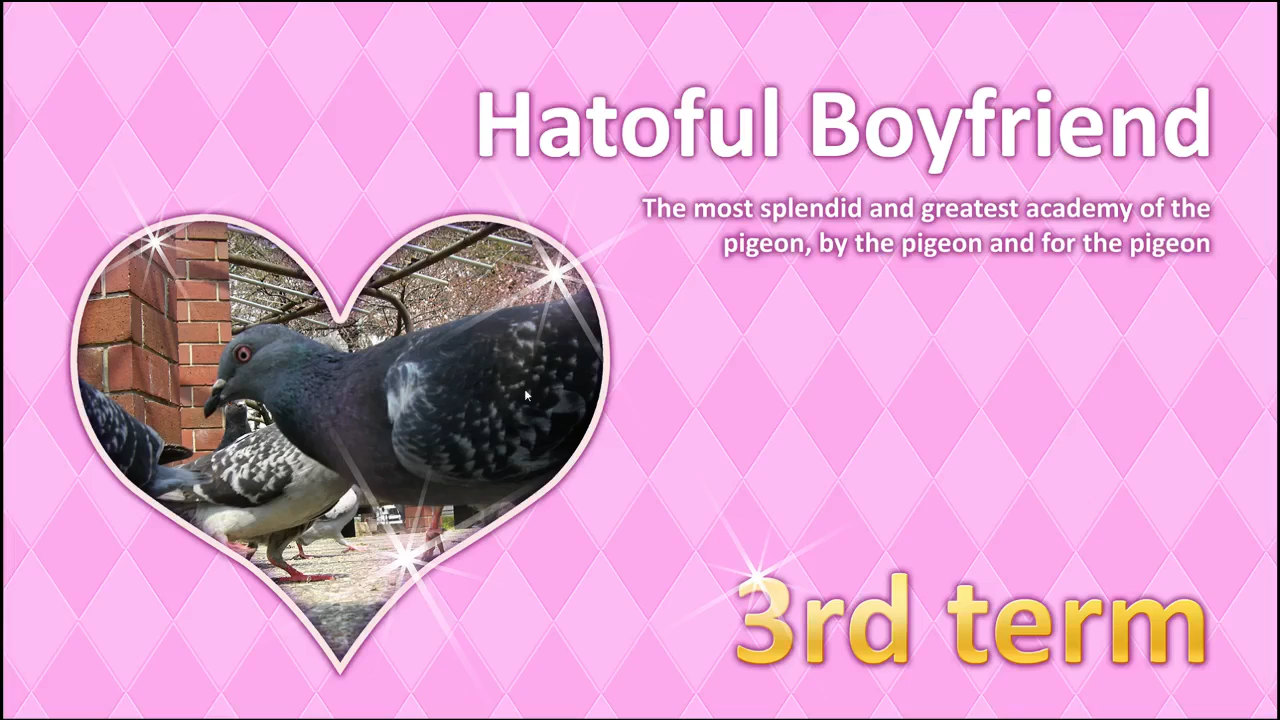 Hatoful Boyfriend
The most splendid and greatest academy of the
pigeon, by the pigeon and for the pigeon
3rd term